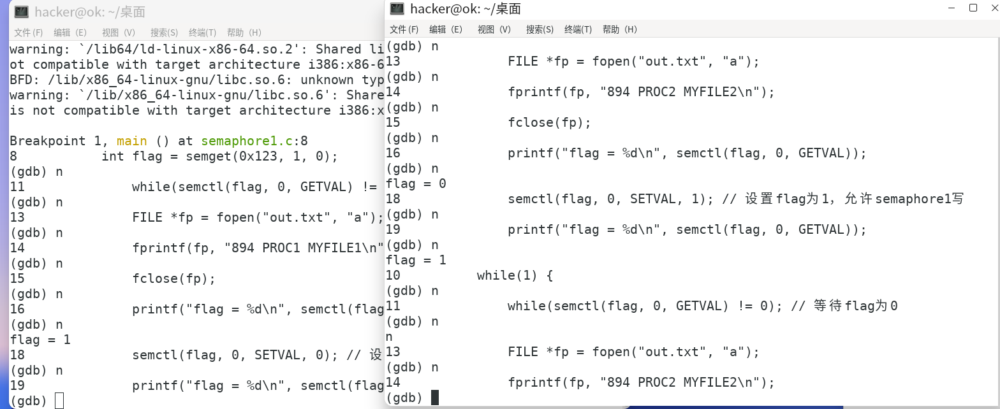 hacker@ok: ~/桌面
文件 (F) 编辑（E） 视图（V） 搜索(S) 终端(T) 帮助（H）
warning: `/lib64/ld-linux-x86-64.so.2': Shared li
ot compatible with target architecture i386:x86-6
BFD: /lib/x86_64-linux-gnu/libc.so.6: unknown typ
warning: `/lib/x86_64-linux-gnu/libc.so.6': Share
is not compatible with target architecture i386:x
Breakpoint 1, main () at semaphore1.c:8
8 int flag = semget(0x123, 1, 0);
(gdb) n
11 while(semctl(flag, 0, GETVAL) !=
(gdb) n
13 FILE *fp = fopen("out.txt", "a");
(gdb) n
14 fprintf(fp, "894 PROC1 MYFILE1\n"
(gdb) n
15 fclose(fp);
(gdb) n
16 printf("flag = %d\n", semctl(flag
(gdb) n
flag = 1
18 semctl(flag, 0, SETVAL, 0); // 设
(gdb) n
19 printf("flag = %d\n", semctl(flag
(gdb)
hacker@ok: ~/桌面
文件 (F) 编辑（E） 视图（V） 搜索(S) 终端(T) 帮助（H）
(gdb) n
13 FILE *fp = fopen("out.txt", "a");
(gdb) n
14 fprintf(fp, "894 PROC2 MYFILE2\n");
(gdb) n
15 fclose(fp);
(gdb) n
16 printf("flag = %d\n", semctl(flag, 0, GETVAL));
(gdb) n
flag = 0
18 semctl(flag, 0, SETVAL, 1); // 设置flag为1，允许semaphore1写
(gdb) n
19 printf("flag = %d\n", semctl(flag, 0, GETVAL));
(gdb) n
flag = 1
10 while(1) {
(gdb) n
11 while(semctl(flag, 0, GETVAL) != 0); // 等待flag为0
(gdb) n
n
13 FILE *fp = fopen("out.txt", "a");
(gdb) n
14 fprintf(fp, "894 PROC2 MYFILE2\n");
(gdb)